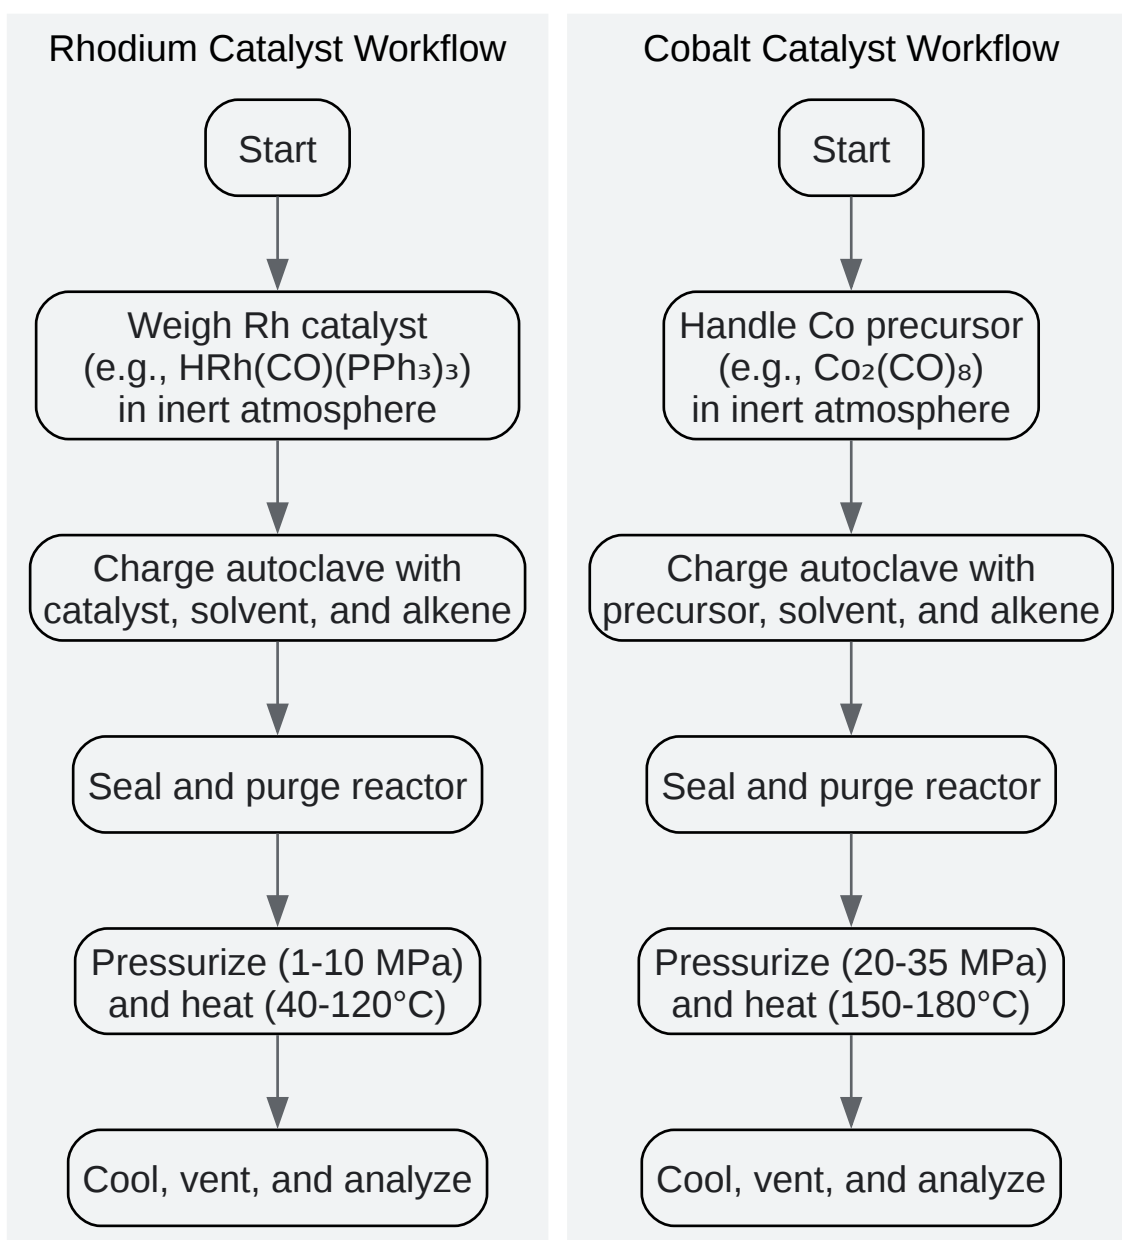 Rhodium Catalyst Workflow
Start
Weigh Rh catalyst
(e.g., HRh(CO)(PPh₃)₃)
in inert atmosphere
Charge autoclave with
catalyst, solvent, and alkene
Seal and purge reactor
Pressurize (1-10 MPa)
and heat (40-120°C)
Cool, vent, and analyze
Cobalt Catalyst Workflow
Start
Handle Co precursor
(e.g., Co₂(CO)₈)
in inert atmosphere
Charge autoclave with
precursor, solvent, and alkene
Seal and purge reactor
Pressurize (20-35 MPa)
and heat (150-180°C)
Cool, vent, and analyze